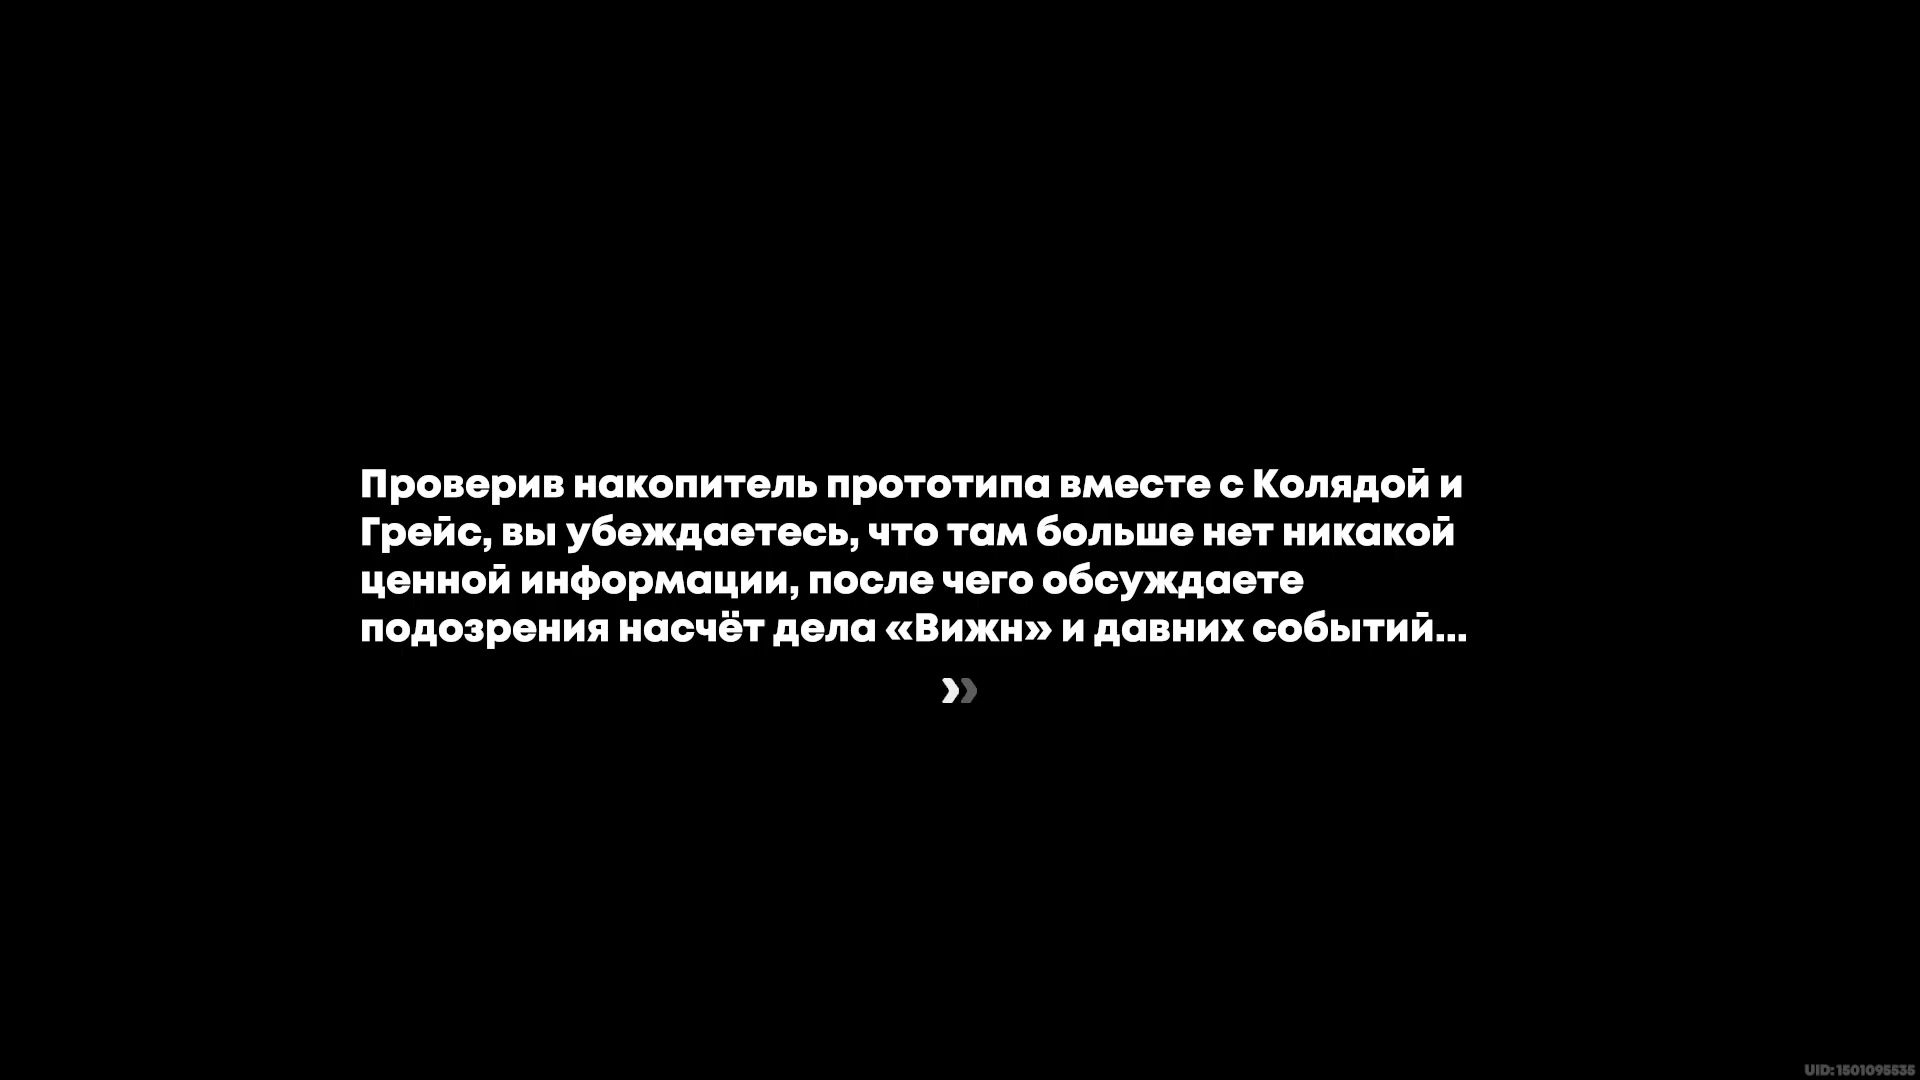 Проверив накопитель прототипа вместе с Колядой и
Грейс, вы убеждаетесь, что там больше нет никакой
ценной информации, после чего обсуждаете
подозрения насчёт дела «Вижн» и давних событий...
UID: 1501095535